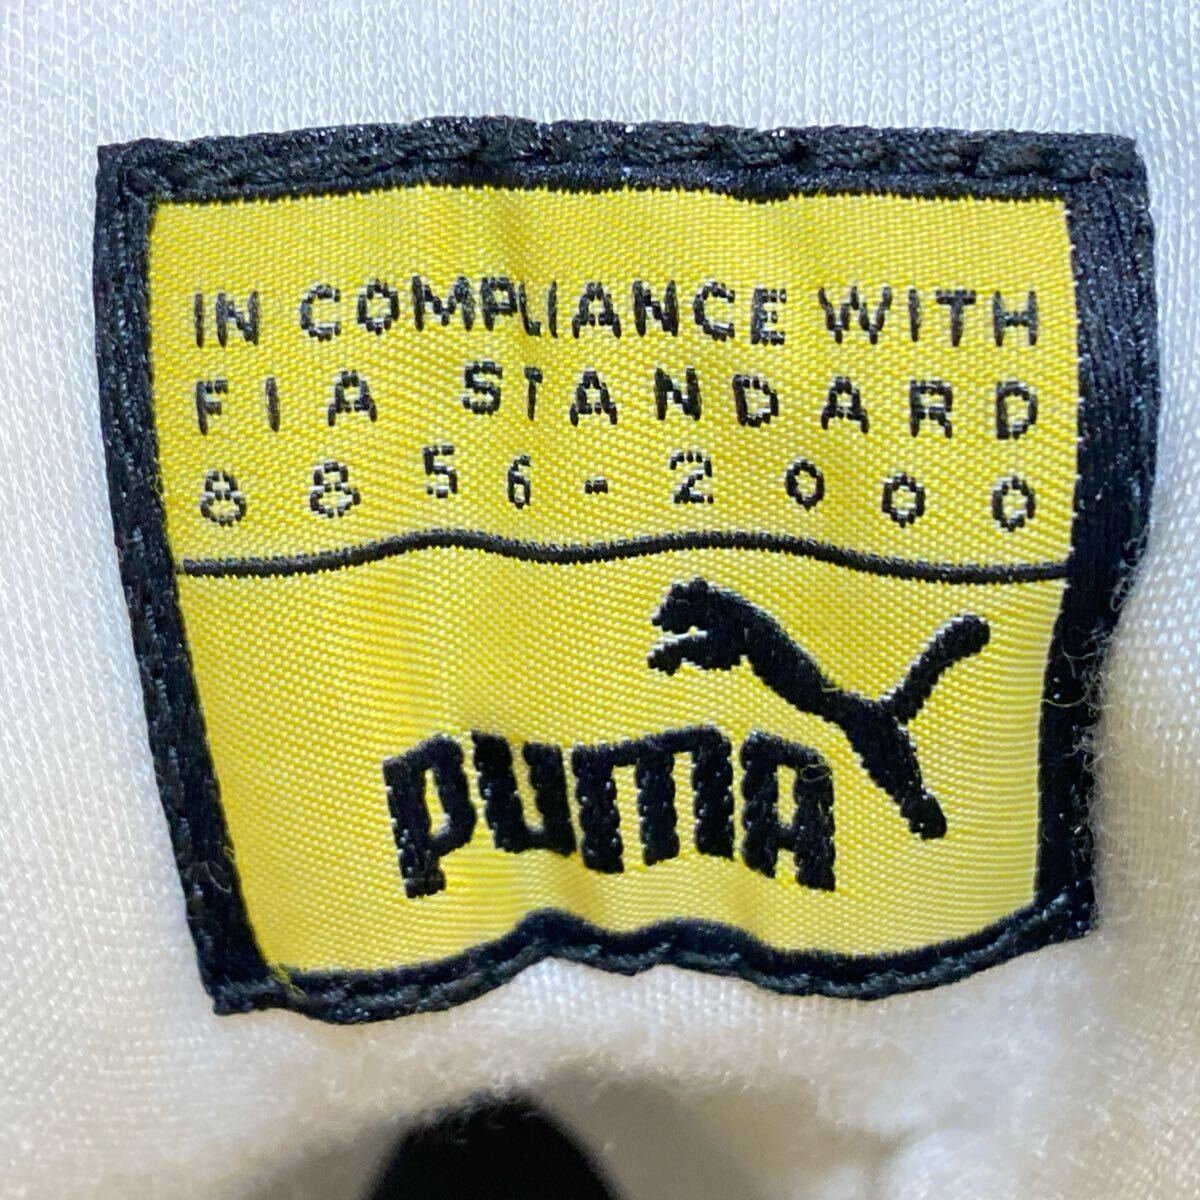 IN COMPLIANCE WITH
FIA STANDARD
8856-2000
PUMA